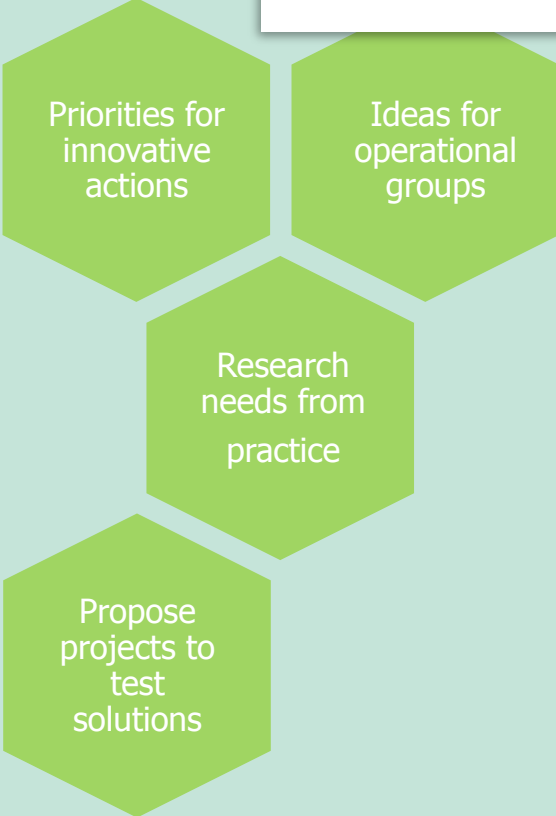 Priorities for
innovative
actions
Ideas for
operational
groups
Research
needs from
practice
Propose
projects to
test
solutions